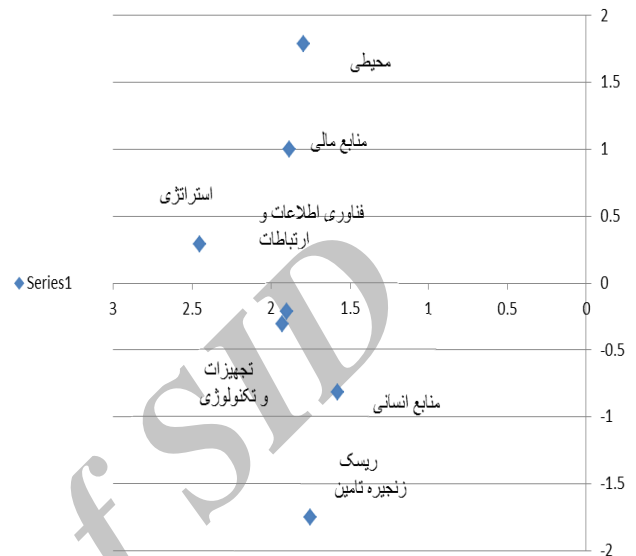 2
محیطی
1.5
منابع مالی
1
استراتژی
فناوری اطلاعات و
ارتباطات
0.5
Series1
0
3
2.5
2
1.5
1
0.5
0
تجهیزات
و تکنولوژی
-0.5
منابع انسانی
-1
ریسک
زنجیره تامین
-1.5
-2
f SID